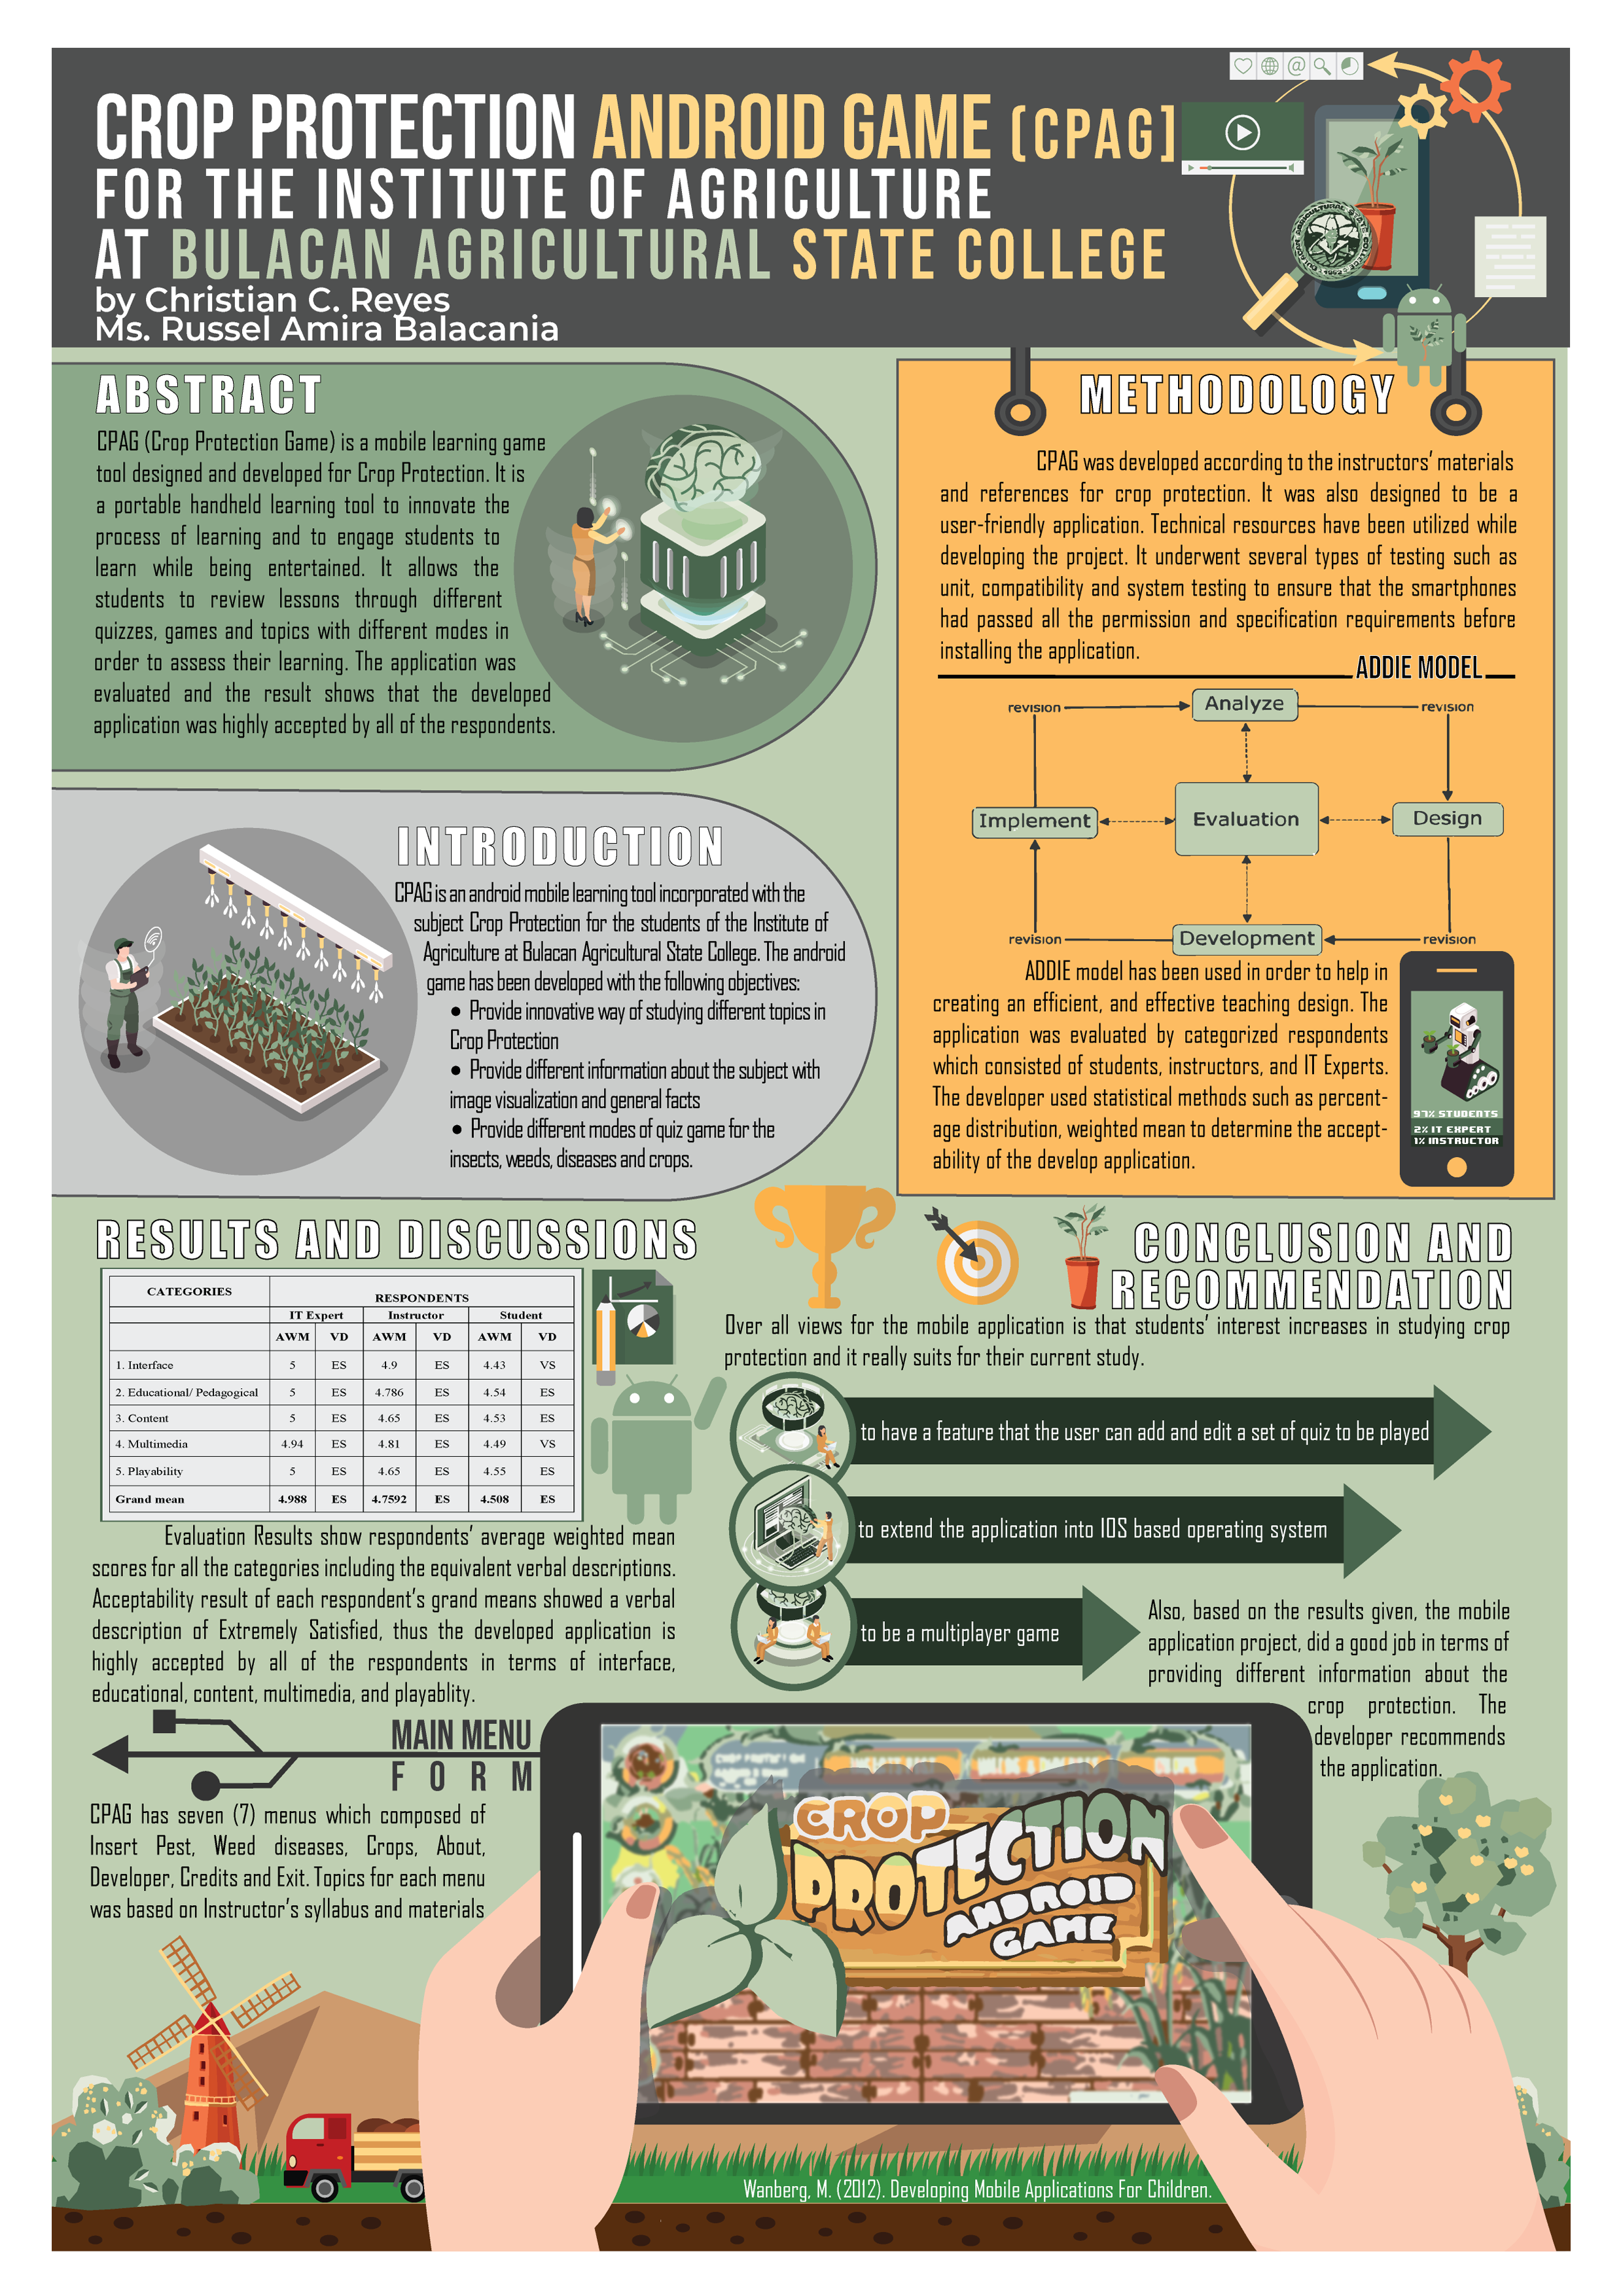 CROP PROTECTION ANDROID GAME (CPAG)
FOR THE INSTITUTE OF AGRICULTURE
AT BULACAN AGRICULTURAL STATE COLLEGE
by Christian C. Reyes
Ms. Russel Amira Balacania
ABSTRACT
CPAG (Crop Protection Game) is a mobile learning game
tool designed and developed for Crop Protection. It is
a portable handheld learning tool to innovate the
process of learning and to engage students to
learn while being entertained. It allows the
students to review lessons through different
quizzes, games and topics with different modes in
order to assess their learning. The application was
evaluated and the result shows that the developed
application was highly accepted by all of the respondents.
INTRODUCTION
CPAG is an android mobile learning tool incorporated with the
subject Crop Protection for the students of the Institute of
Agriculture at Bulacan Agricultural State College. The android
game has been developed with the following objectives:
• Provide innovative way of studying different topics in
Crop Protection
• Provide different information about the subject with
image visualization and general facts
• Provide different modes of quiz game for the
insects, weeds, diseases and crops.
METHODOLOGY
CPAG was developed according to the instructors' materials
and references for crop protection. It was also designed to be a
user-friendly application. Technical resources have been utilized while
developing the project. It underwent several types of testing such as
unit, compatibility and system testing to ensure that the smartphones
had passed all the permission and specification requirements before
installing the application.
ADDIE MODEL
revision Analyze revision
Implement Evaluation Design
revision Development revision
ADDIE model has been used in order to help in
creating an efficient, and effective teaching design. The
application was evaluated by categorized respondents
which consisted of students, instructors, and IT Experts.
The developer used statistical methods such as percent-
age distribution, weighted mean to determine the accept-
ability of the develop application.
97% STUDENTS
2% IT EXPERT
1% INSTRUCTOR
RESULTS AND DISCUSSIONS
CATEGORIES RESPONDENTS
IT Expert Instructor Student
AWM VD AWM VD AWM VD
1. Interface 5 ES 4.9 ES 4.43 VS
2. Educational/ Pedagogical 5 ES 4.786 ES 4.54 ES
3. Content 5 ES 4.65 ES 4.53 ES
4. Multimedia 4.94 ES 4.81 ES 4.49 VS
5. Playability 5 ES 4.65 ES 4.55 ES
Grand mean 4.988 ES 4.7592 ES 4.508 ES
Evaluation Results show respondents' average weighted mean
scores for all the categories including the equivalent verbal descriptions.
Acceptability result of each respondent's grand means showed a verbal
description of Extremely Satisfied, thus the developed application is
highly accepted by all of the respondents in terms of interface,
educational, content, multimedia, and playablity.
MAIN MENU
FORM
CPAG has seven (7) menus which composed of
Insert Pest, Weed diseases, Crops, About,
Developer, Credits and Exit. Topics for each menu
was based on Instructor's syllabus and materials
CONCLUSION AND
RECOMMENDATION
Over all views for the mobile application is that students' interest increases in studying crop
protection and it really suits for their current study.
to have a feature that the user can add and edit a set of quiz to be played
to extend the application into IOS based operating system
to be a multiplayer game
Also, based on the results given, the mobile
application project, did a good job in terms of
providing different information about the
crop protection. The
developer recommends
the application.
CROP
PROTECTION
ANDROID
GAME
Wanberg, M. (2012). Developing Mobile Applications For Children.